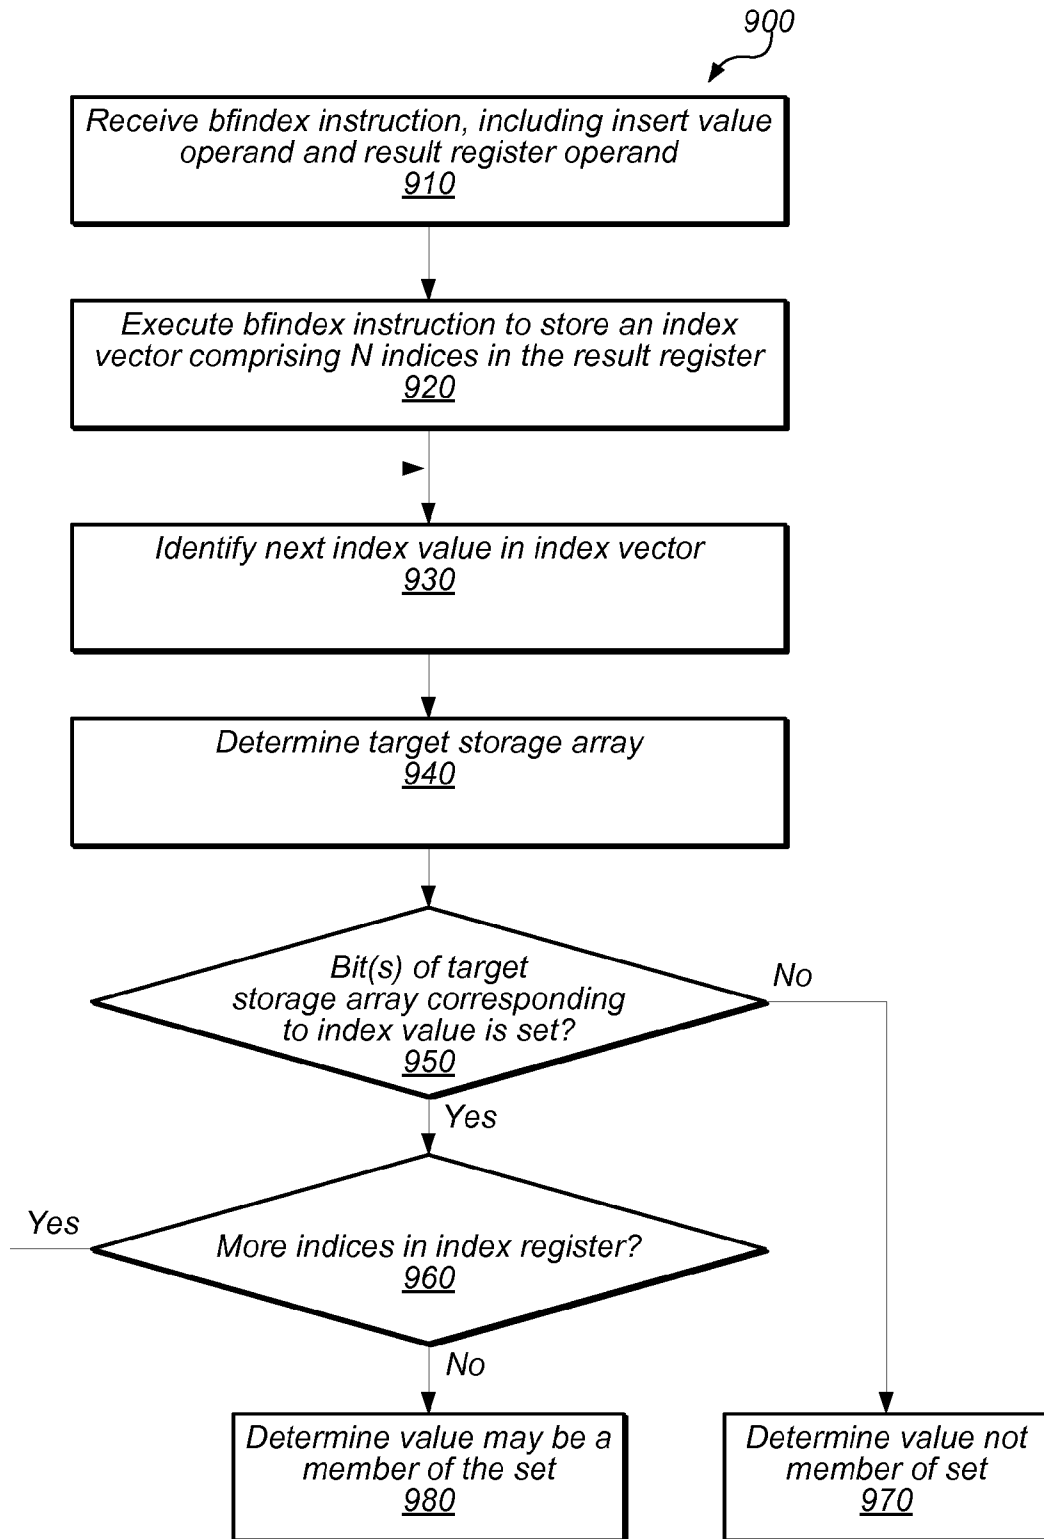 900
Receive bfindex instruction, including insert value
operand and result register operand
910
Execute bfindex instruction to store an index
vector comprising N indices in the result register
920
Identify next index value in index vector
930
Determine target storage array
940
Bit(s) of target
storage array corresponding
to index value is set?
950
No
Yes
Yes
More indices in index register?
960
No
Determine value may be a
member of the set
980
Determine value not
member of set
970